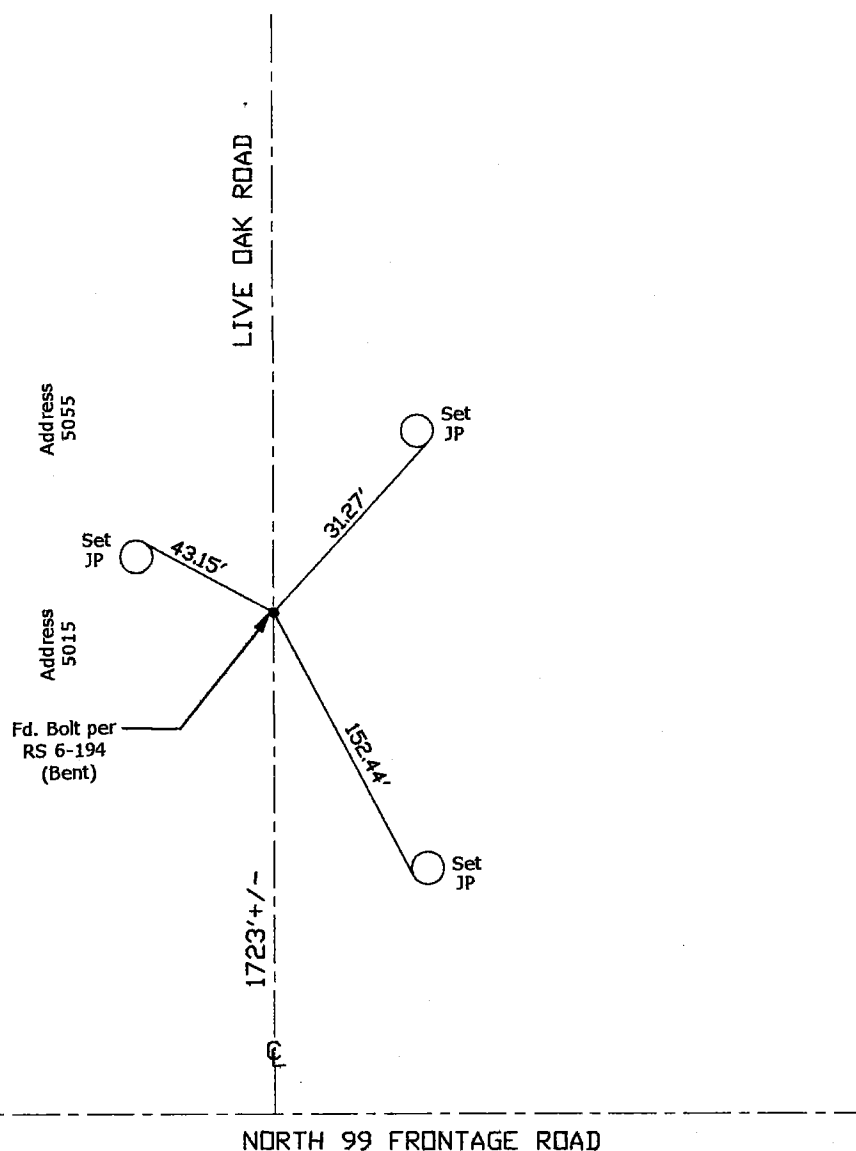 LIVE OAK ROAD
Address
5055
Set
JP
31.27'
Set
JP
43.15'
Address
5015
Fd. Bolt per
RS 6-194
(Bent)
152.44'
Set
JP
1723'+/-
℄
NORTH 99 FRONTAGE ROAD